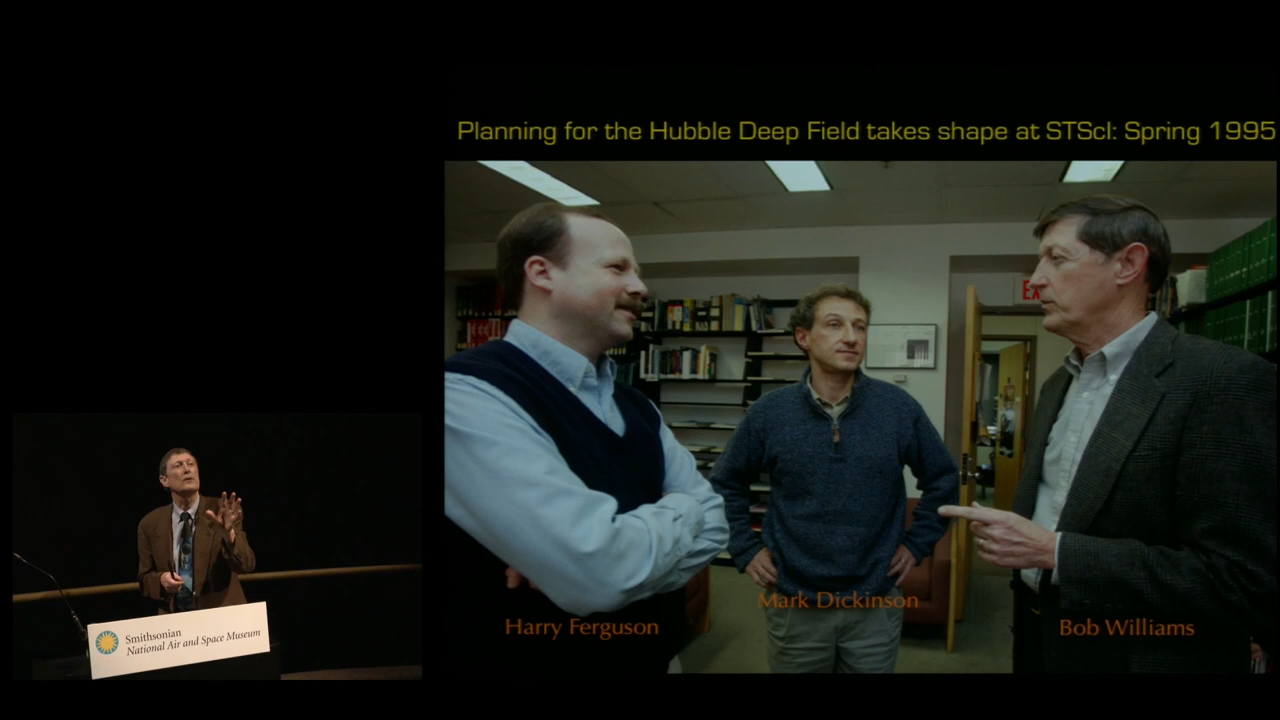 Planning for the Hubble Deep Field takes shape at STScI: Spring 1995
EX
Mark Dickinson
Harry Ferguson
Bob Williams
Smithsonian
National Air and Space Museum